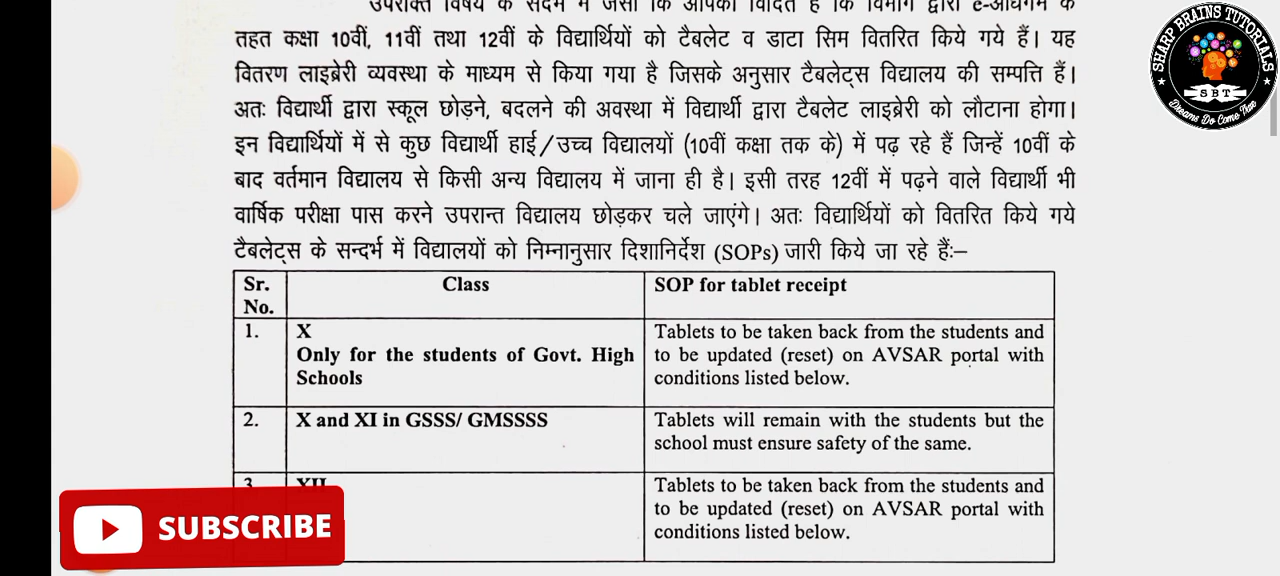 उपरोक्त विषय के संदर्भ में जैसा कि आपको विदित है कि विभाग द्वारा e-अधिगम के
तहत कक्षा 10वीं, 11वीं तथा 12वीं के विद्यार्थियों को टैबलेट व डाटा सिम वितरित किये गये हैं। यह
वितरण लाइब्रेरी व्यवस्था के माध्यम से किया गया है जिसके अनुसार टैबलेट्स विद्यालय की सम्पत्ति हैं।
अतः विद्यार्थी द्वारा स्कूल छोड़ने, बदलने की अवस्था में विद्यार्थी द्वारा टैबलेट लाइब्रेरी को लौटाना होगा।
इन विद्यार्थियों में से कुछ विद्यार्थी हाई/उच्च विद्यालयों (10वीं कक्षा तक के) में पढ़ रहे हैं जिन्हें 10वीं के
बाद वर्तमान विद्यालय से किसी अन्य विद्यालय में जाना ही है। इसी तरह 12वीं में पढ़ने वाले विद्यार्थी भी
वार्षिक परीक्षा पास करने उपरान्त विद्यालय छोड़कर चले जाएंगे। अतः विद्यार्थियों को वितरित किये गये
टैबलेट्स के सन्दर्भ में विद्यालयों को निम्नानुसार दिशानिर्देश (SOPs) जारी किये जा रहे हैं:–
Sr. No.
Class
SOP for tablet receipt
1.
X
Only for the students of Govt. High
Schools
Tablets to be taken back from the students and
to be updated (reset) on AVSAR portal with
conditions listed below.
2.
X and XI in GSSS/ GMSSSS
Tablets will remain with the students but the
school must ensure safety of the same.
3
XII
Tablets to be taken back from the students and
to be updated (reset) on AVSAR portal with
conditions listed below.
SUBSCRIBE
SHARP BRAINS TUTORIALS
SBT
Dreams Do Come True